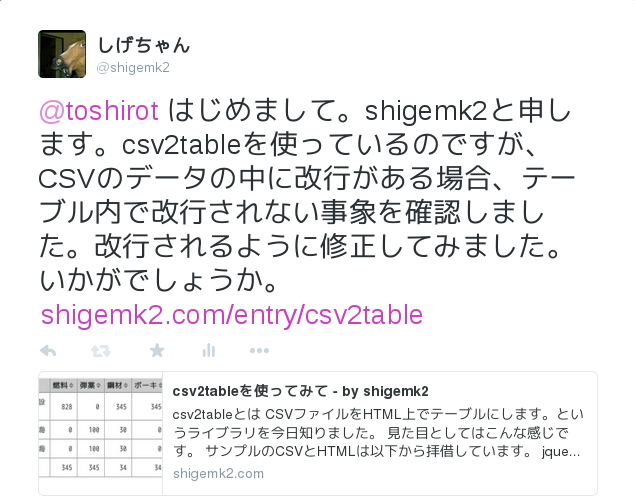 しげちゃん
@shigemk2
@toshirot はじめまして。shigemk2と申し
ます。csv2tableを使っているのですが、
CSVのデータの中に改行がある場合、テー
ブル内で改行されない事象を確認しまし
た。改行されるように修正してみました。
いかがでしょうか。
shigemk2.com/entry/csv2table
燃料 弾薬 鋼材 ボーキ
設 828 0 345 345
海 0 100 30 0
海 0 100 30 0
345 345 34 34
csv2tableを使ってみて - by shigemk2
csv2tableとは CSVファイルをHTML上でテーブルにします。とい
うライブラリを今日知りました。 見た目としてはこんな感じで
す。 サンプルのCSVとHTMLは以下から拝借しています。 jque...
shigemk2.com